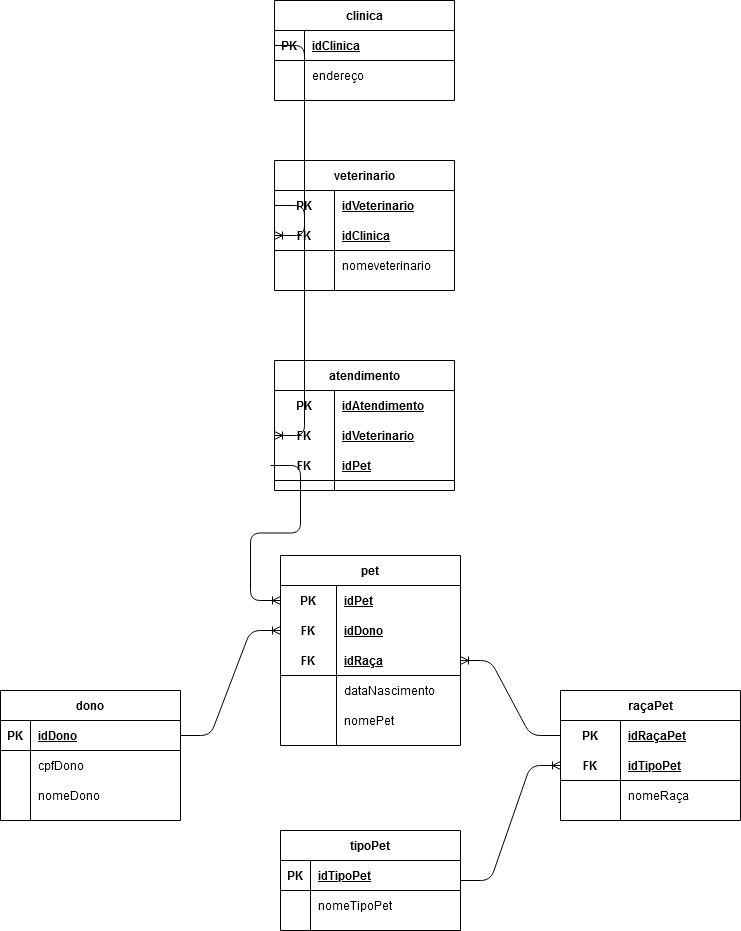 clinica
PK idClinica
endereço
veterinario
PK idVeterinario
FK idClinica
nomeveterinario
atendimento
PK idAtendimento
FK idVeterinario
FK idPet
pet
PK idPet
FK idDono
FK idRaça
dataNascimento
nomePet
dono
PK idDono
cpfDono
nomeDono
raçaPet
PK idRaçaPet
FK idTipoPet
nomeRaça
tipoPet
PK idTipoPet
nomeTipoPet